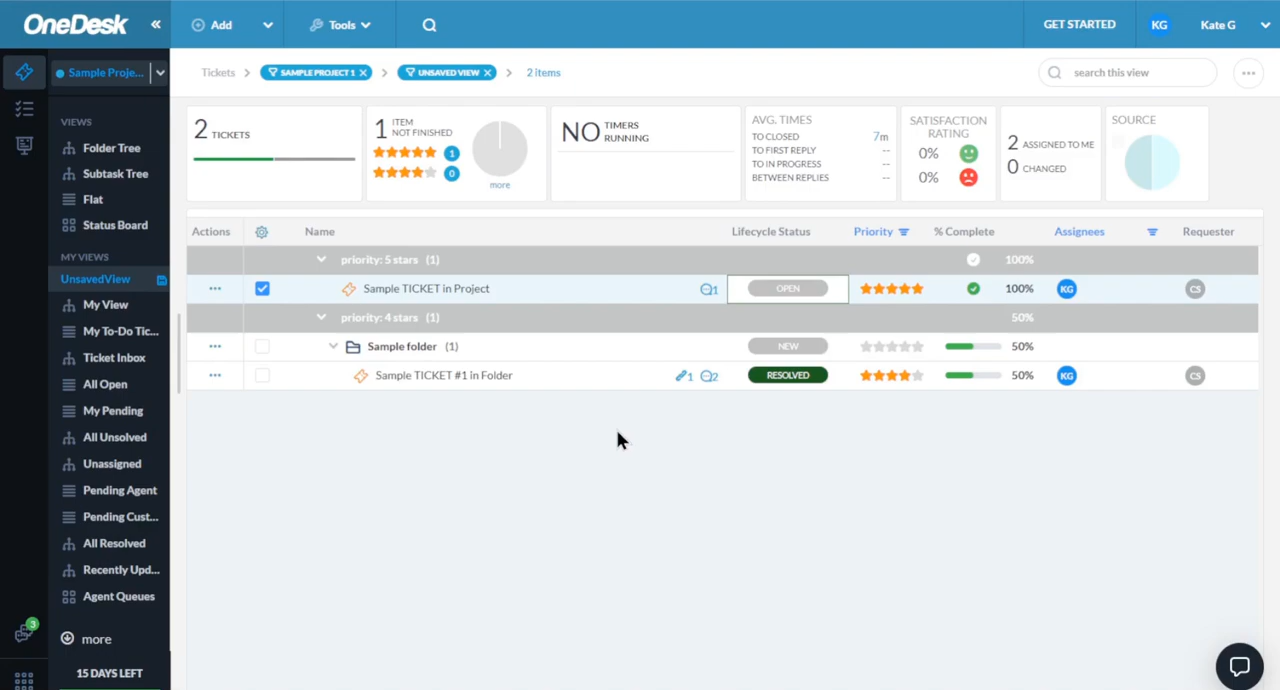 OneDesk «
Add
Tools
GET STARTED
KG
Kate G
Sample Proje...
Tickets > SAMPLE PROJECT 1 × > UNSAVED VIEW × > 2 items
search this view
VIEWS
Folder Tree
Subtask Tree
Flat
Status Board
MY VIEWS
UnsavedView
My View
My To-Do Tic...
Ticket Inbox
All Open
My Pending
All Unsolved
Unassigned
Pending Agent
Pending Cust...
All Resolved
Recently Upd...
Agent Queues
3
more
15 DAYS LEFT
2 TICKETS
1 ITEM NOT FINISHED
1
0
more
NO TIMERS RUNNING
AVG. TIMES
TO CLOSED 7m
TO FIRST REPLY --
TO IN PROGRESS --
BETWEEN REPLIES --
SATISFACTION RATING
0%
0%
2 ASSIGNED TO ME
0 CHANGED
SOURCE
Actions Name Lifecycle Status Priority % Complete Assignees Requester
priority: 5 stars (1) 100%
Sample TICKET in Project 1 OPEN 100% KG CS
priority: 4 stars (1) 50%
Sample folder (1) NEW 50%
Sample TICKET #1 in Folder 1 2 RESOLVED 50% KG CS